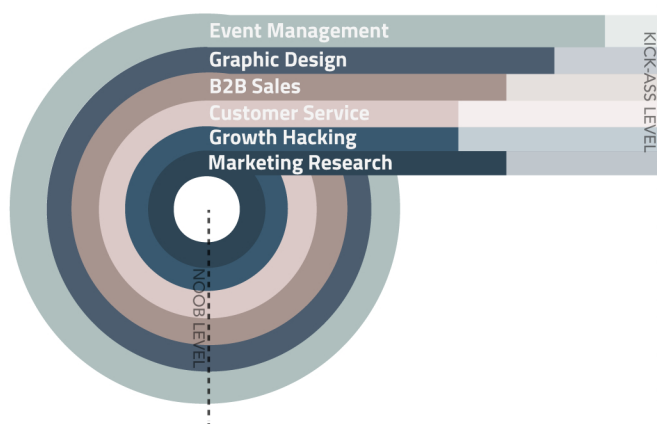 Event Management
Graphic Design
B2B Sales
Customer Service
Growth Hacking
Marketing Research
KICK-ASS LEVEL
NOOB LEVEL